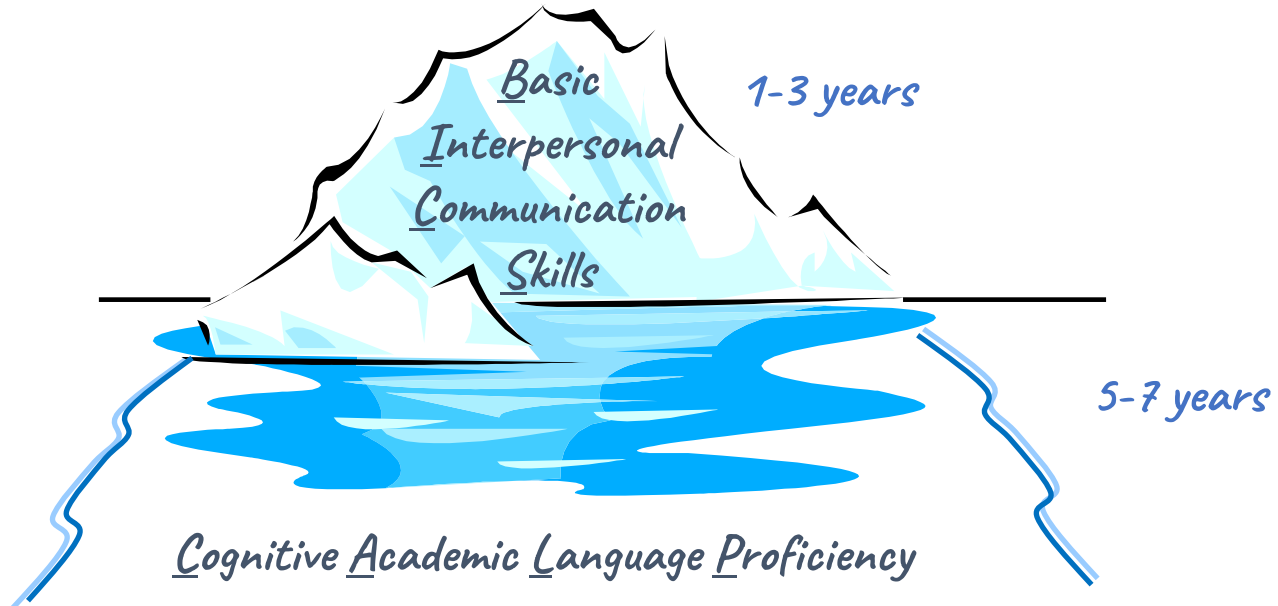 Basic
1-3 years
Interpersonal
Communication
Skills
5-7 years
Cognitive Academic Language Proficiency